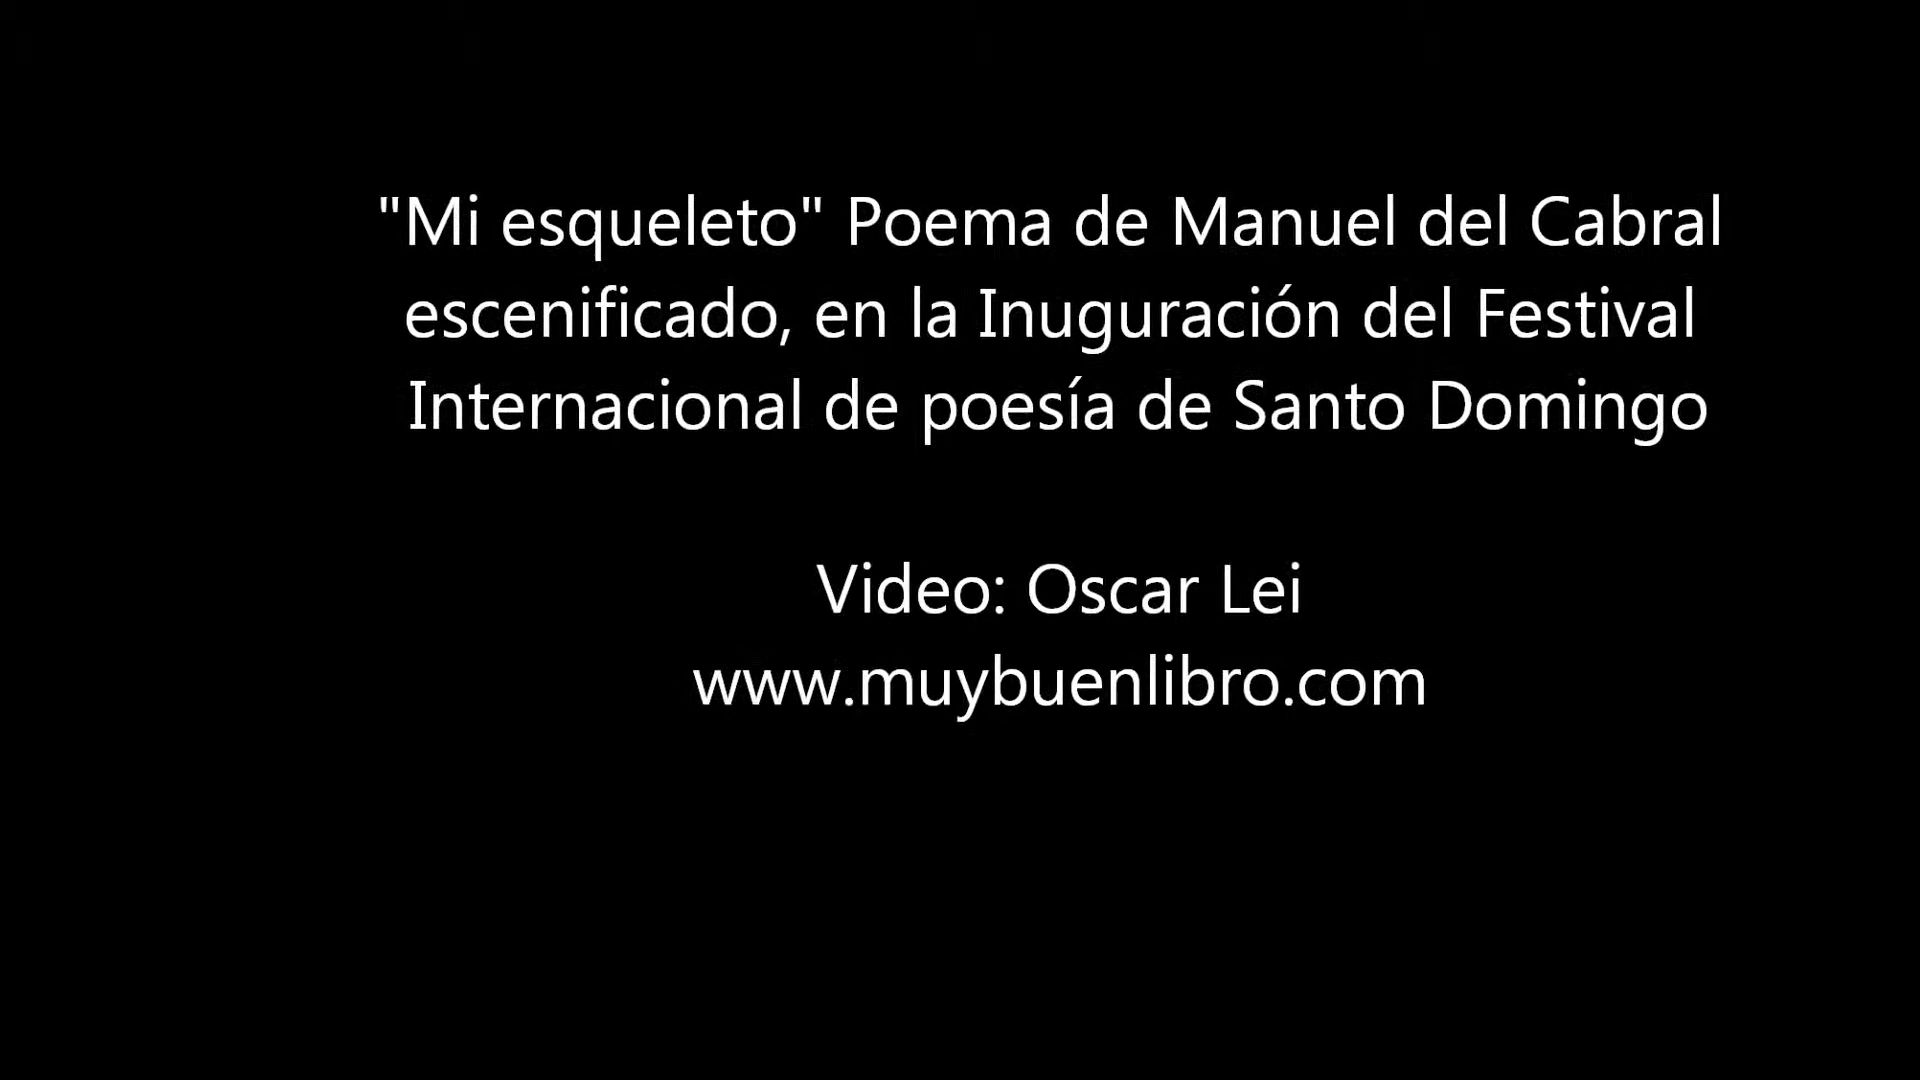 "Mi esqueleto" Poema de Manuel del Cabral
escenificado, en la Inuguración del Festival
Internacional de poesía de Santo Domingo
Video: Oscar Lei
www.muybuenlibro.com